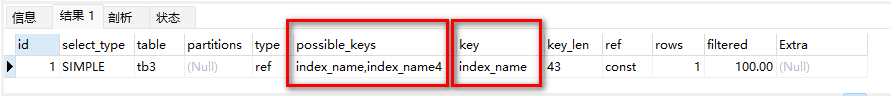 信息 结果 1 剖析 状态
id select_type table partitions type possible_keys key key_len ref rows filtered Extra
1 SIMPLE tb3 (Null) ref index_name,index_name4 index_name 43 const 1 100.00 (Null)